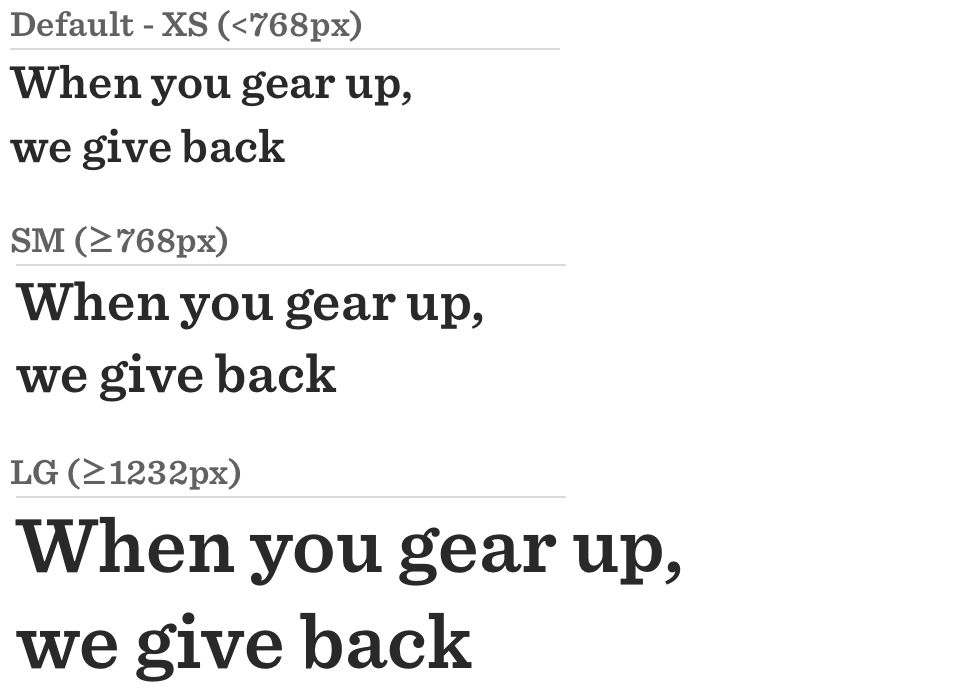 Default - XS (<768px)
When you gear up,
we give back
SM (≥768px)
When you gear up,
we give back
LG (≥1232px)
When you gear up,
we give back